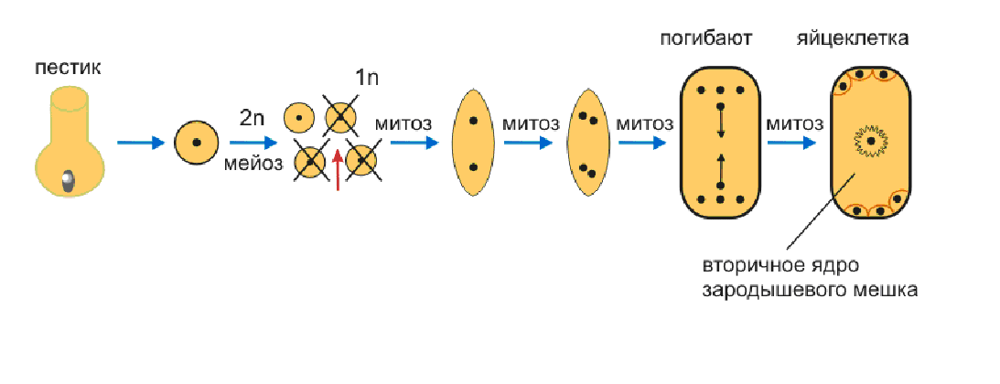 пестик
2n
мейоз
1n
митоз
митоз
митоз
погибают
митоз
яйцеклетка
вторичное ядро
зародышевого мешка